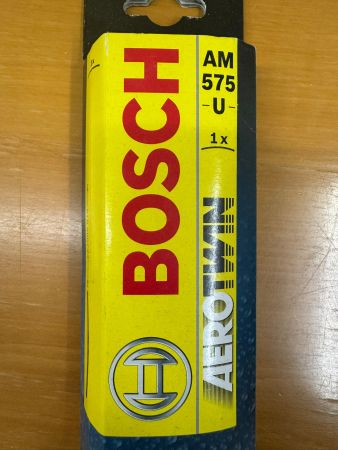 BOSCH
AM
575
U
1x
AEROTWIN